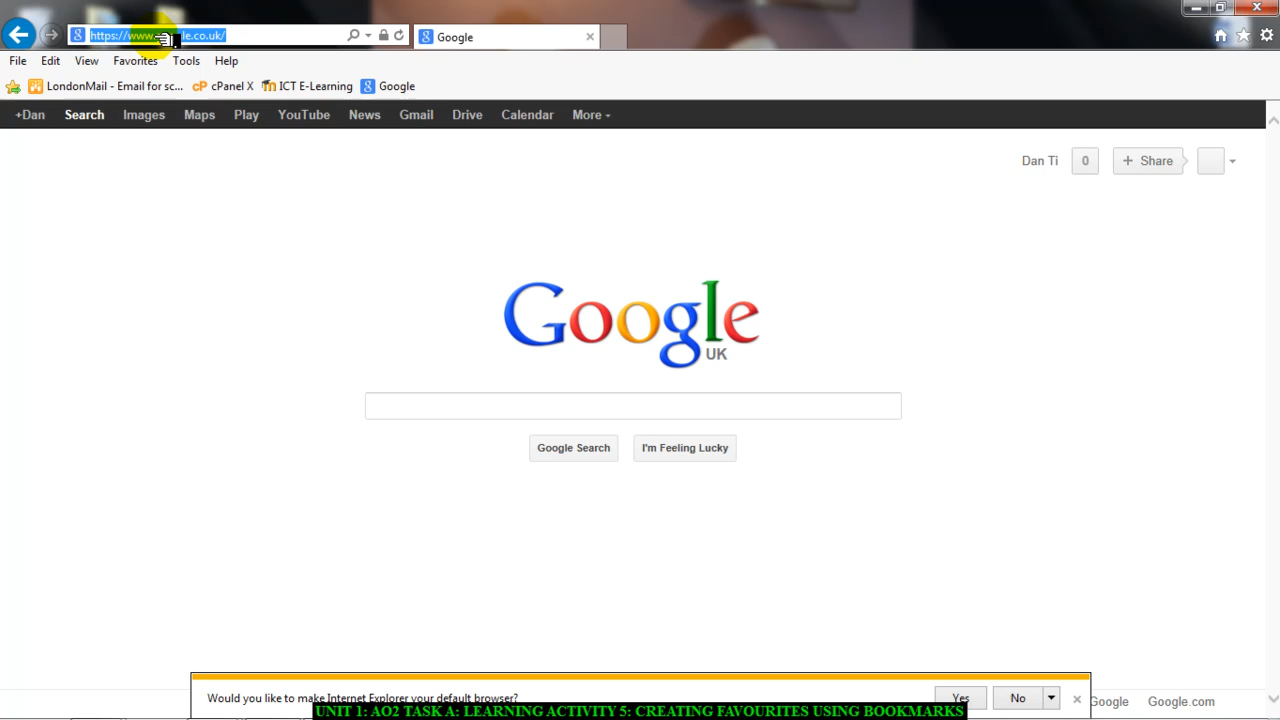 https://www. le.co.uk/
Google
File Edit View Favorites Tools Help
LondonMail - Email for sc... cPanel X ICT E-Learning Google
+Dan Search Images Maps Play YouTube News Gmail Drive Calendar More
Dan Ti 0 + Share
Google
UK
Google Search I'm Feeling Lucky
Would you like to make Internet Explorer your default browser? Yes No
Google Google.com
UNIT 1: AO2 TASK A: LEARNING ACTIVITY 5: CREATING FAVOURITES USING BOOKMARKS